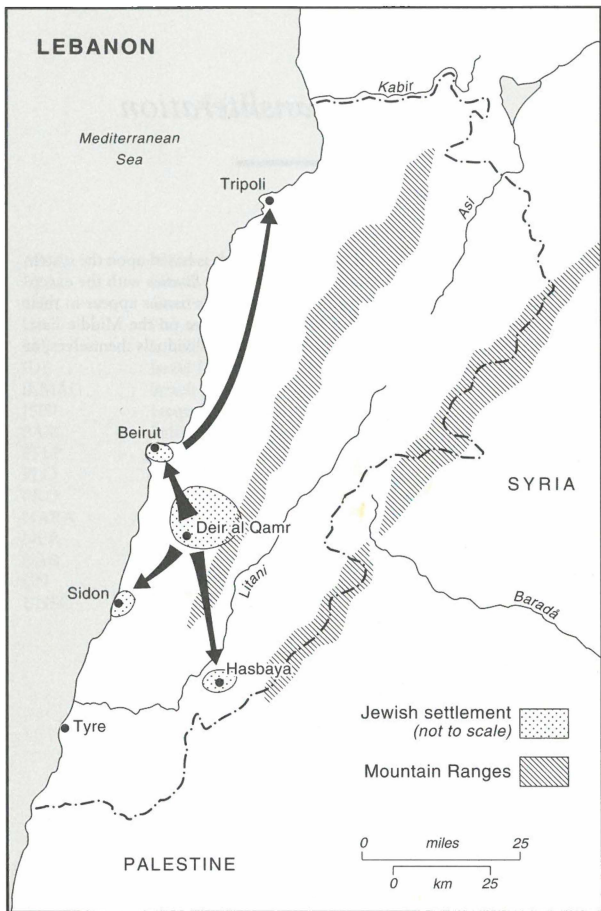 LEBANON
Kabir
Mediterranean
Sea
Tripoli
Asi
Beirut
SYRIA
Deir al Qamr
Litani
Sidon
Baradá
Hasbaya
Jewish settlement
(not to scale)
Tyre
Mountain Ranges
0 miles 25
PALESTINE
0 km 25